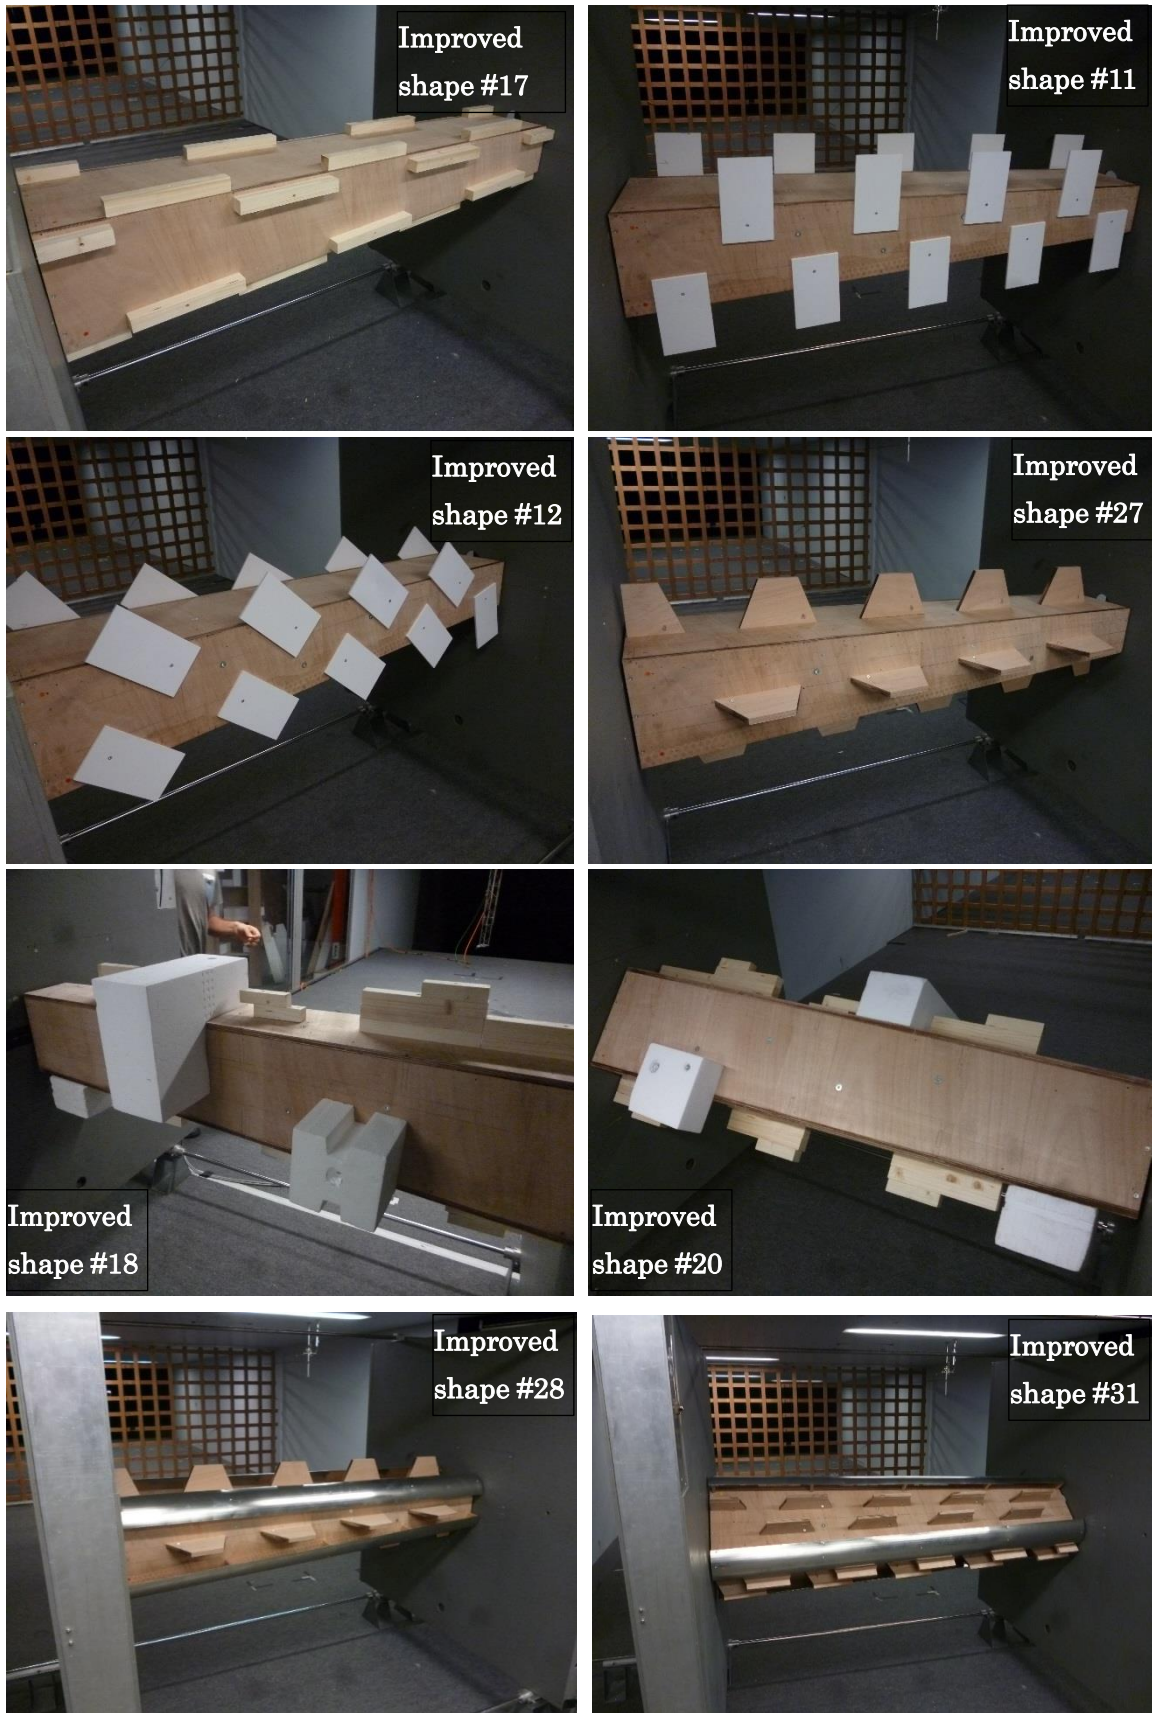 Improved
shape #17
Improved
shape #11
Improved
shape #12
Improved
shape #27
Improved
shape #18
Improved
shape #20
Improved
shape #28
Improved
shape #31